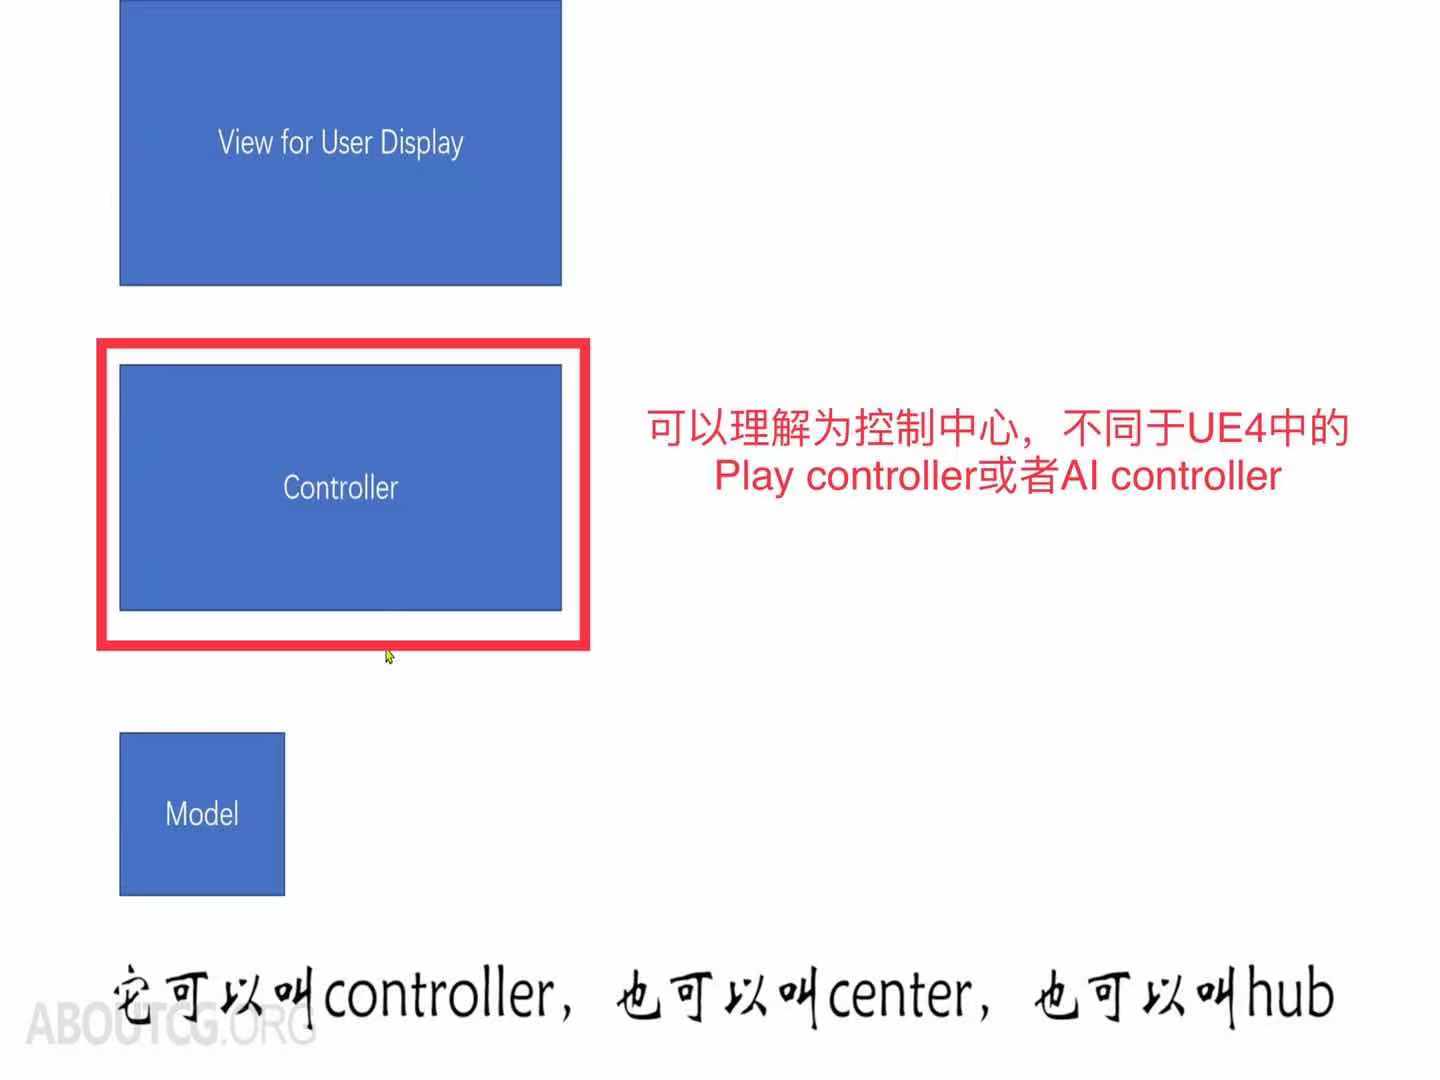 View for User Display
Controller
可以理解为控制中心，不同于UE4中的
Play controller或者AI controller
Model
它可以叫controller，也可以叫center，也可以叫hub
ABOUTCG.ORG